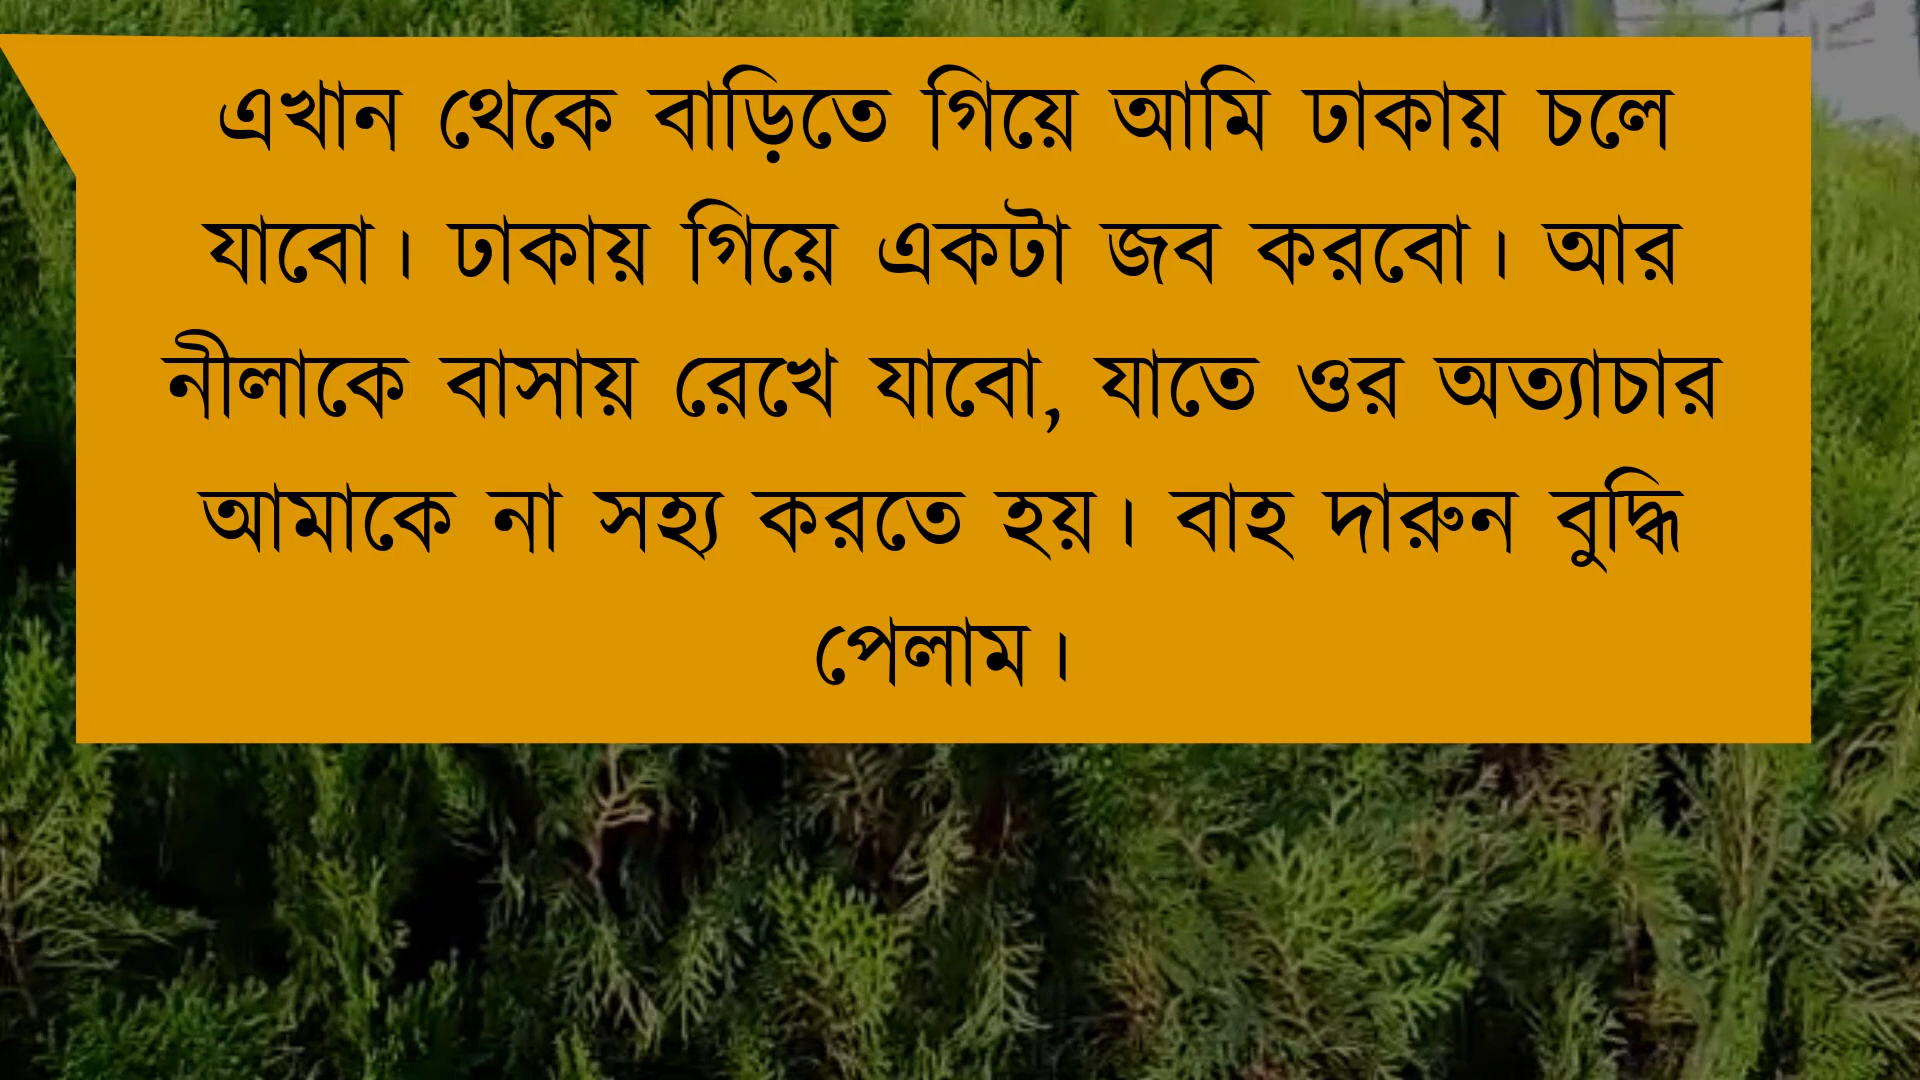 এখান থেকে বাড়িতে গিয়ে আমি ঢাকায় চলে
যাবো। ঢাকায় গিয়ে একটা জব করবো। আর
নীলাকে বাসায় রেখে যাবো, যাতে ওর অত্যাচার
আমাকে না সহ্য করতে হয়। বাহ দারুন বুদ্ধি
পেলাম।